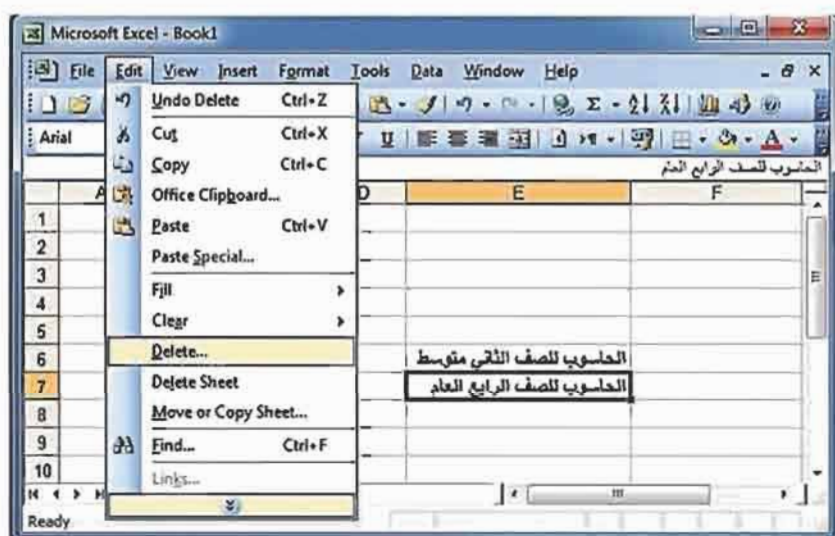 Microsoft Excel - Book1
File Edit View Insert Format Tools Data Window Help
Undo Delete Ctrl+Z
Arial
Cut Ctrl+X
Copy Ctrl+C
الحاسوب للصف الرابع العام
Office Clipboard...
A D E F
Paste Ctrl+V
Paste Special...
Fill
Clear
Delete...
Delete Sheet
Move or Copy Sheet...
Find... Ctrl+F
Links...
1
2
3
4
5
6 الحاسوب للصف الثاني متوسط
7 الحاسوب للصف الرابع العام
8
9
10
Ready